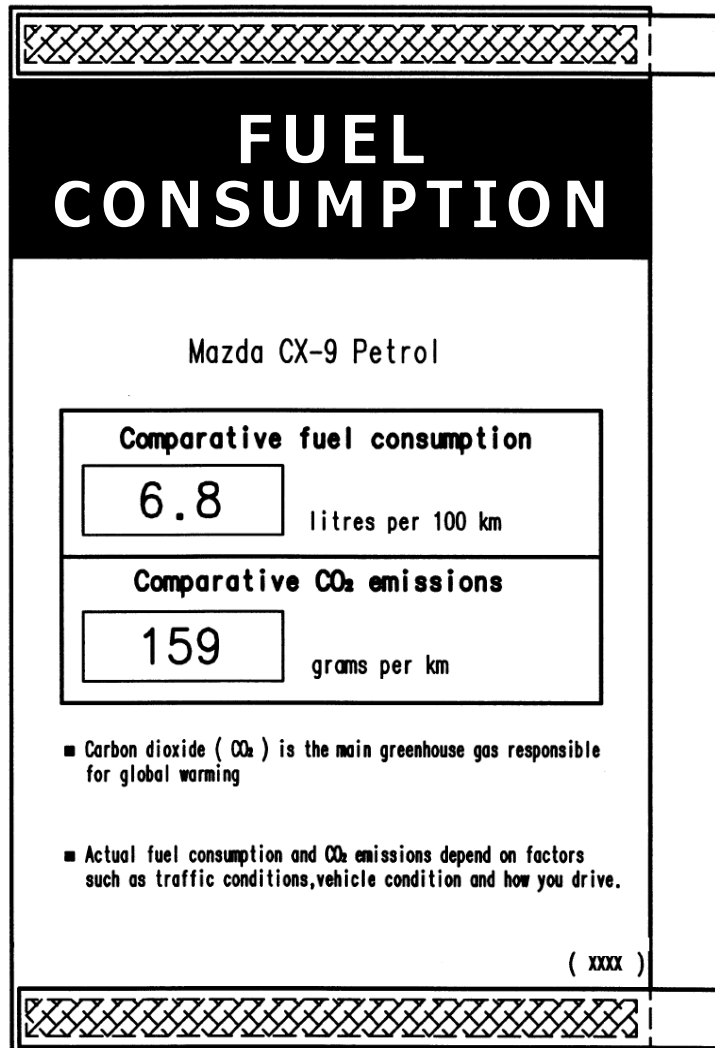 FUEL
CONSUMPTION
Mazda CX-9 Petrol
Comparative fuel consumption
6.8
litres per 100 km
Comparative CO₂ emissions
159
grams per km
■ Carbon dioxide ( CO₂ ) is the main greenhouse gas responsible
for global warming
■ Actual fuel consumption and CO₂ emissions depend on factors
such as traffic conditions,vehicle condition and how you drive.
( XXXX )